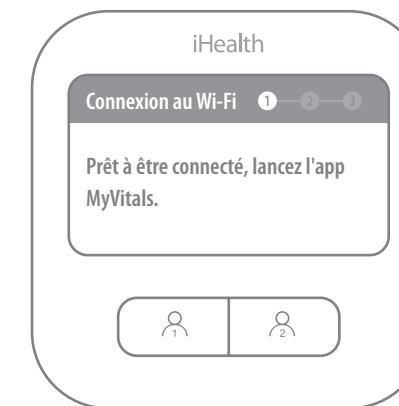 iHealth
Connexion au Wi-Fi 1 2 3
Prêt à être connecté, lancez l'app
MyVitals.
1 2